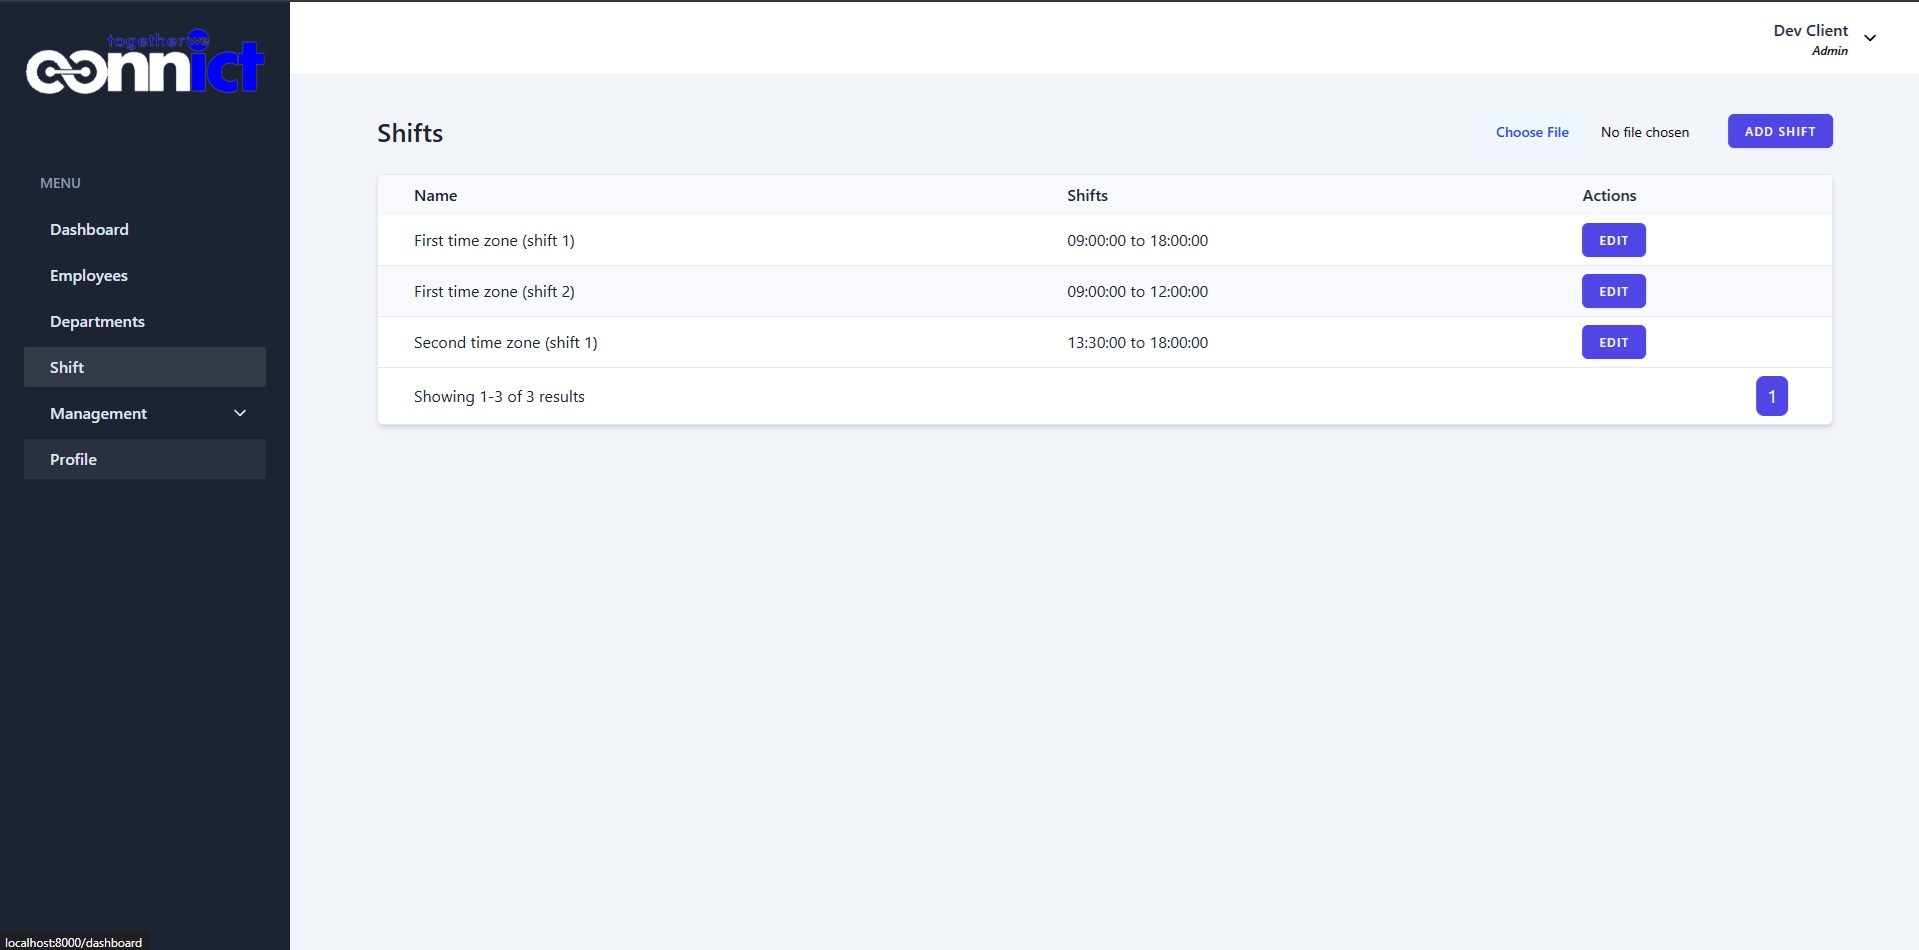 togetherwe
connict
Dev Client
Admin
MENU
Dashboard
Employees
Departments
Shift
Management
Profile
Shifts
Choose File No file chosen
ADD SHIFT
Name Shifts Actions
First time zone (shift 1) 09:00:00 to 18:00:00 EDIT
First time zone (shift 2) 09:00:00 to 12:00:00 EDIT
Second time zone (shift 1) 13:30:00 to 18:00:00 EDIT
Showing 1-3 of 3 results 1
localhost:8000/dashboard